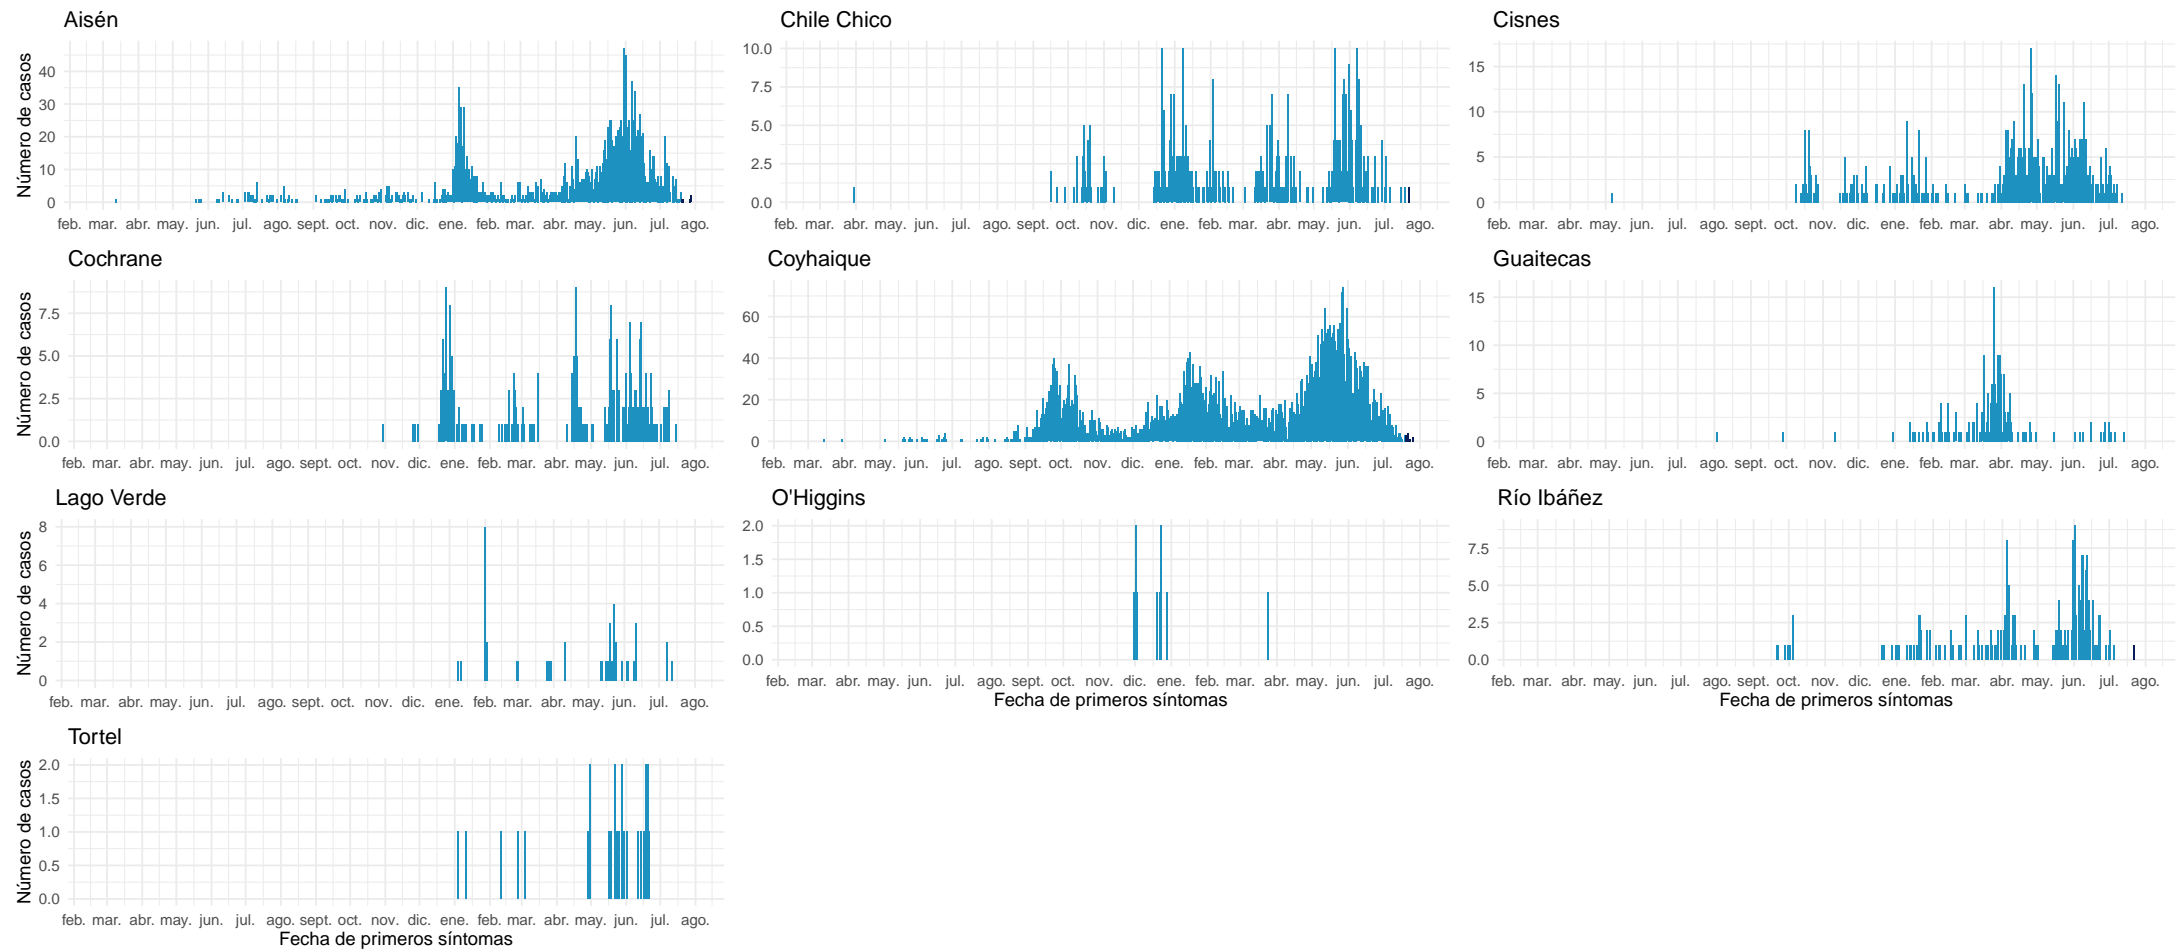 Aisén
Chile Chico
Cisnes
Número de casos
40
30
20
10
0
10.0
7.5
5.0
2.5
0.0
15
10
5
0
feb. mar. abr. may. jun. jul. ago. sept. oct. nov. dic. ene. feb. mar. abr. may. jun. jul. ago.
feb. mar. abr. may. jun. jul. ago. sept. oct. nov. dic. ene. feb. mar. abr. may. jun. jul. ago.
feb. mar. abr. may. jun. jul. ago. sept. oct. nov. dic. ene. feb. mar. abr. may. jun. jul. ago.
Cochrane
Coyhaique
Guaitecas
Número de casos
7.5
5.0
2.5
0.0
60
40
20
0
15
10
5
0
feb. mar. abr. may. jun. jul. ago. sept. oct. nov. dic. ene. feb. mar. abr. may. jun. jul. ago.
feb. mar. abr. may. jun. jul. ago. sept. oct. nov. dic. ene. feb. mar. abr. may. jun. jul. ago.
feb. mar. abr. may. jun. jul. ago. sept. oct. nov. dic. ene. feb. mar. abr. may. jun. jul. ago.
Lago Verde
O'Higgins
Río Ibáñez
Número de casos
8
6
4
2
0
2.0
1.5
1.0
0.5
0.0
7.5
5.0
2.5
0.0
feb. mar. abr. may. jun. jul. ago. sept. oct. nov. dic. ene. feb. mar. abr. may. jun. jul. ago.
feb. mar. abr. may. jun. jul. ago. sept. oct. nov. dic. ene. feb. mar. abr. may. jun. jul. ago.
Fecha de primeros síntomas
feb. mar. abr. may. jun. jul. ago. sept. oct. nov. dic. ene. feb. mar. abr. may. jun. jul. ago.
Fecha de primeros síntomas
Tortel
Número de casos
2.0
1.5
1.0
0.5
0.0
feb. mar. abr. may. jun. jul. ago. sept. oct. nov. dic. ene. feb. mar. abr. may. jun. jul. ago.
Fecha de primeros síntomas